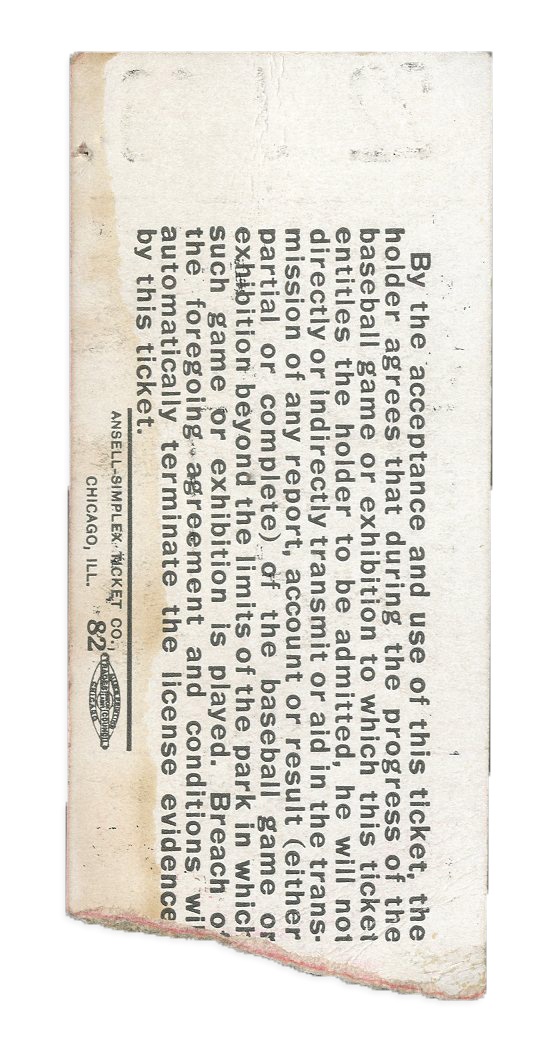 By the acceptance and use of this ticket, the
holder agrees that during the progress of the
baseball game or exhibition to which this ticket
entitles the holder to be admitted, he will not
directly or indirectly transmit or aid in the trans-
mission of any report, account or result (either
partial or complete) of the baseball game or
exhibition beyond the limits of the park in which
such game or exhibition is played. Breach of
the foregoing agreement and conditions wil
automatically terminate the license evidence
by this ticket.
ANSELL-SIMPLEX TICKET CO.,
CHICAGO, ILL.
82
TRADES COUNCIL
CHICAGO